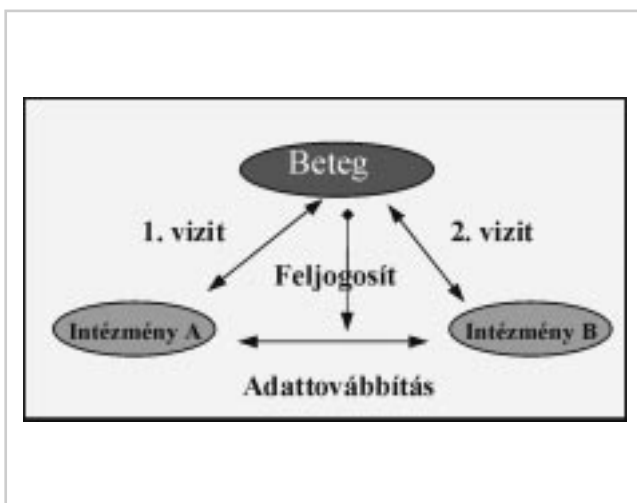 Beteg
1. vizit
2. vizit
Feljogosít
Intézmény A
Intézmény B
Adattovábbítás